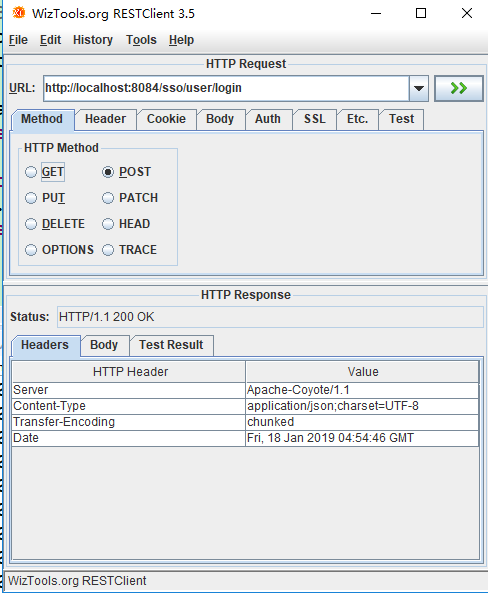 WizTools.org RESTClient 3.5
File Edit History Tools Help
HTTP Request
URL: http://localhost:8084/sso/user/login
Method Header Cookie Body Auth SSL Etc. Test
HTTP Method
GET POST
PUT PATCH
DELETE HEAD
OPTIONS TRACE
HTTP Response
Status: HTTP/1.1 200 OK
Headers Body Test Result
HTTP Header Value
Server Apache-Coyote/1.1
Content-Type application/json;charset=UTF-8
Transfer-Encoding chunked
Date Fri, 18 Jan 2019 04:54:46 GMT
WizTools.org RESTClient